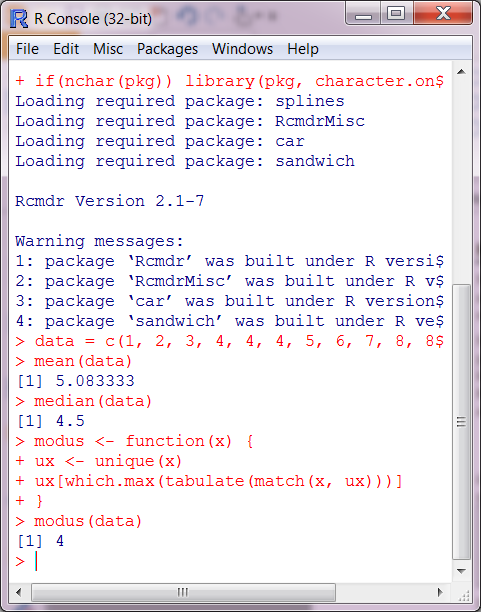 R Console (32-bit)
File Edit Misc Packages Windows Help
+ if(nchar(pkg)) library(pkg, character.on$
Loading required package: splines
Loading required package: RcmdrMisc
Loading required package: car
Loading required package: sandwich
Rcmdr Version 2.1-7
Warning messages:
1: package ‘Rcmdr’ was built under R versi$
2: package ‘RcmdrMisc’ was built under R v$
3: package ‘car’ was built under R version$
4: package ‘sandwich’ was built under R ve$
> data = c(1, 2, 3, 4, 4, 4, 5, 6, 7, 8, 8$
> mean(data)
[1] 5.083333
> median(data)
[1] 4.5
> modus <- function(x) {
+ ux <- unique(x)
+ ux[which.max(tabulate(match(x, ux)))]
+ }
> modus(data)
[1] 4
>